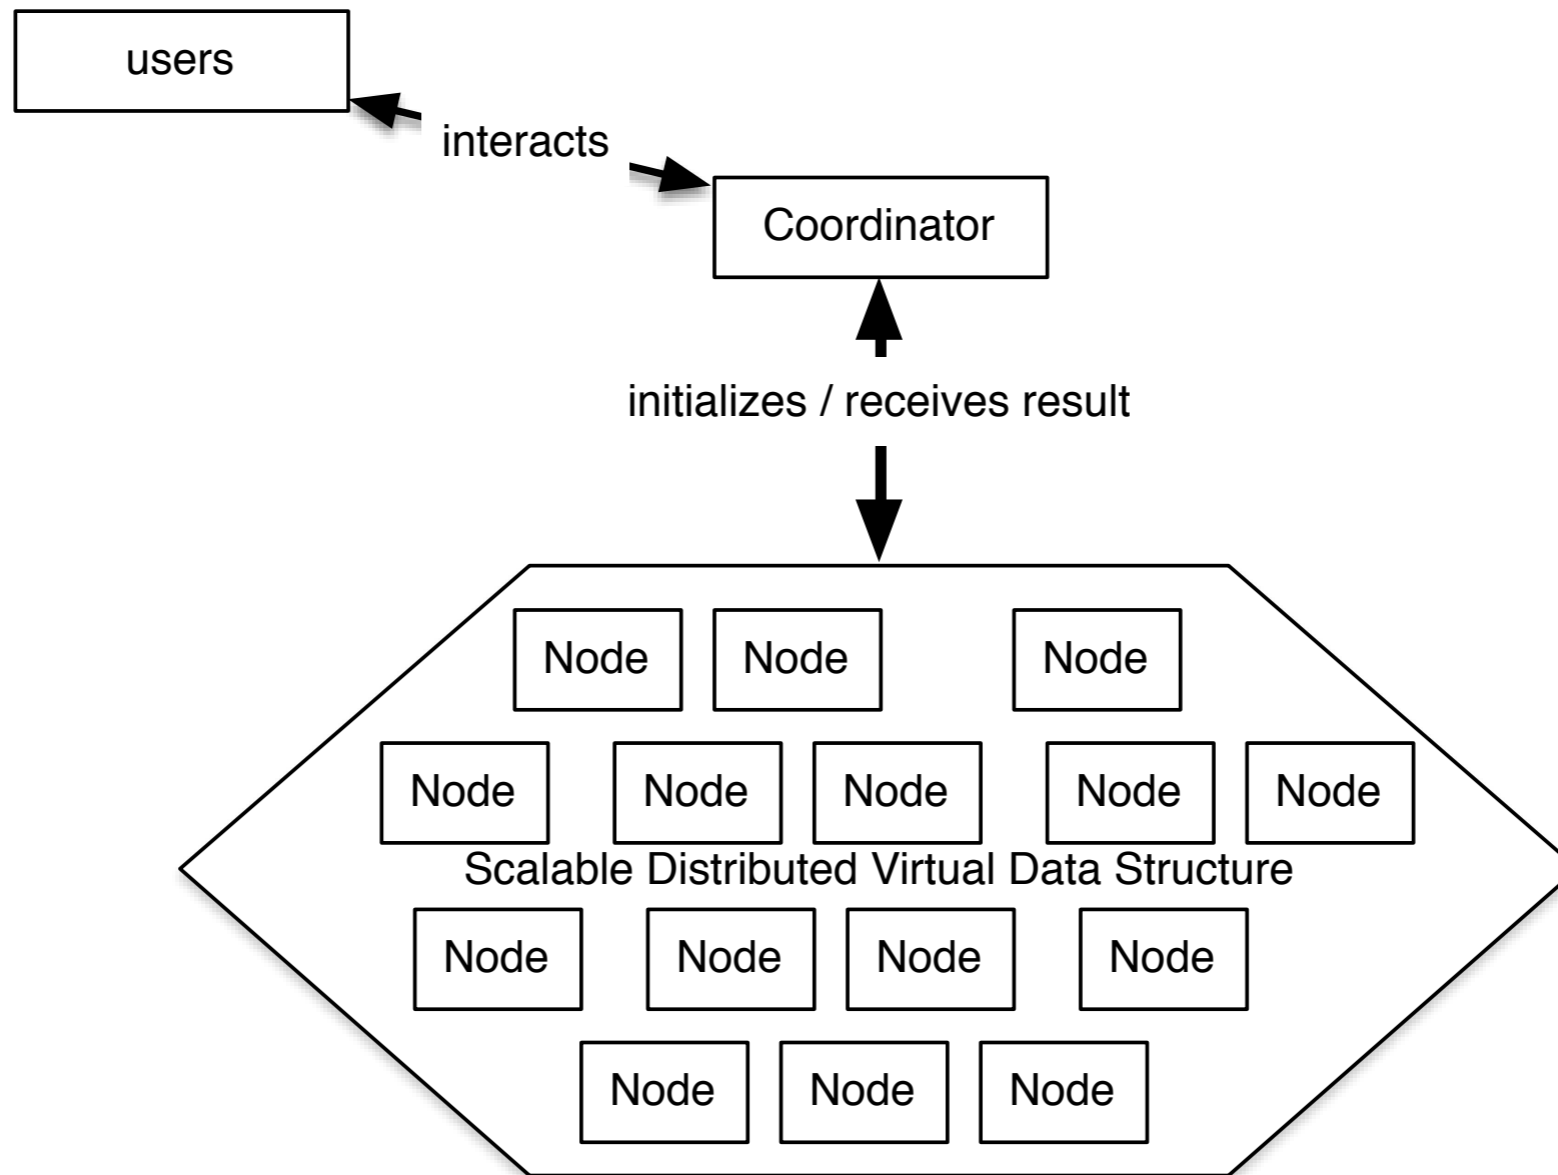 users
interacts
Coordinator
initializes / receives result
Node Node Node
Node Node Node Node Node
Scalable Distributed Virtual Data Structure
Node Node Node Node
Node Node Node